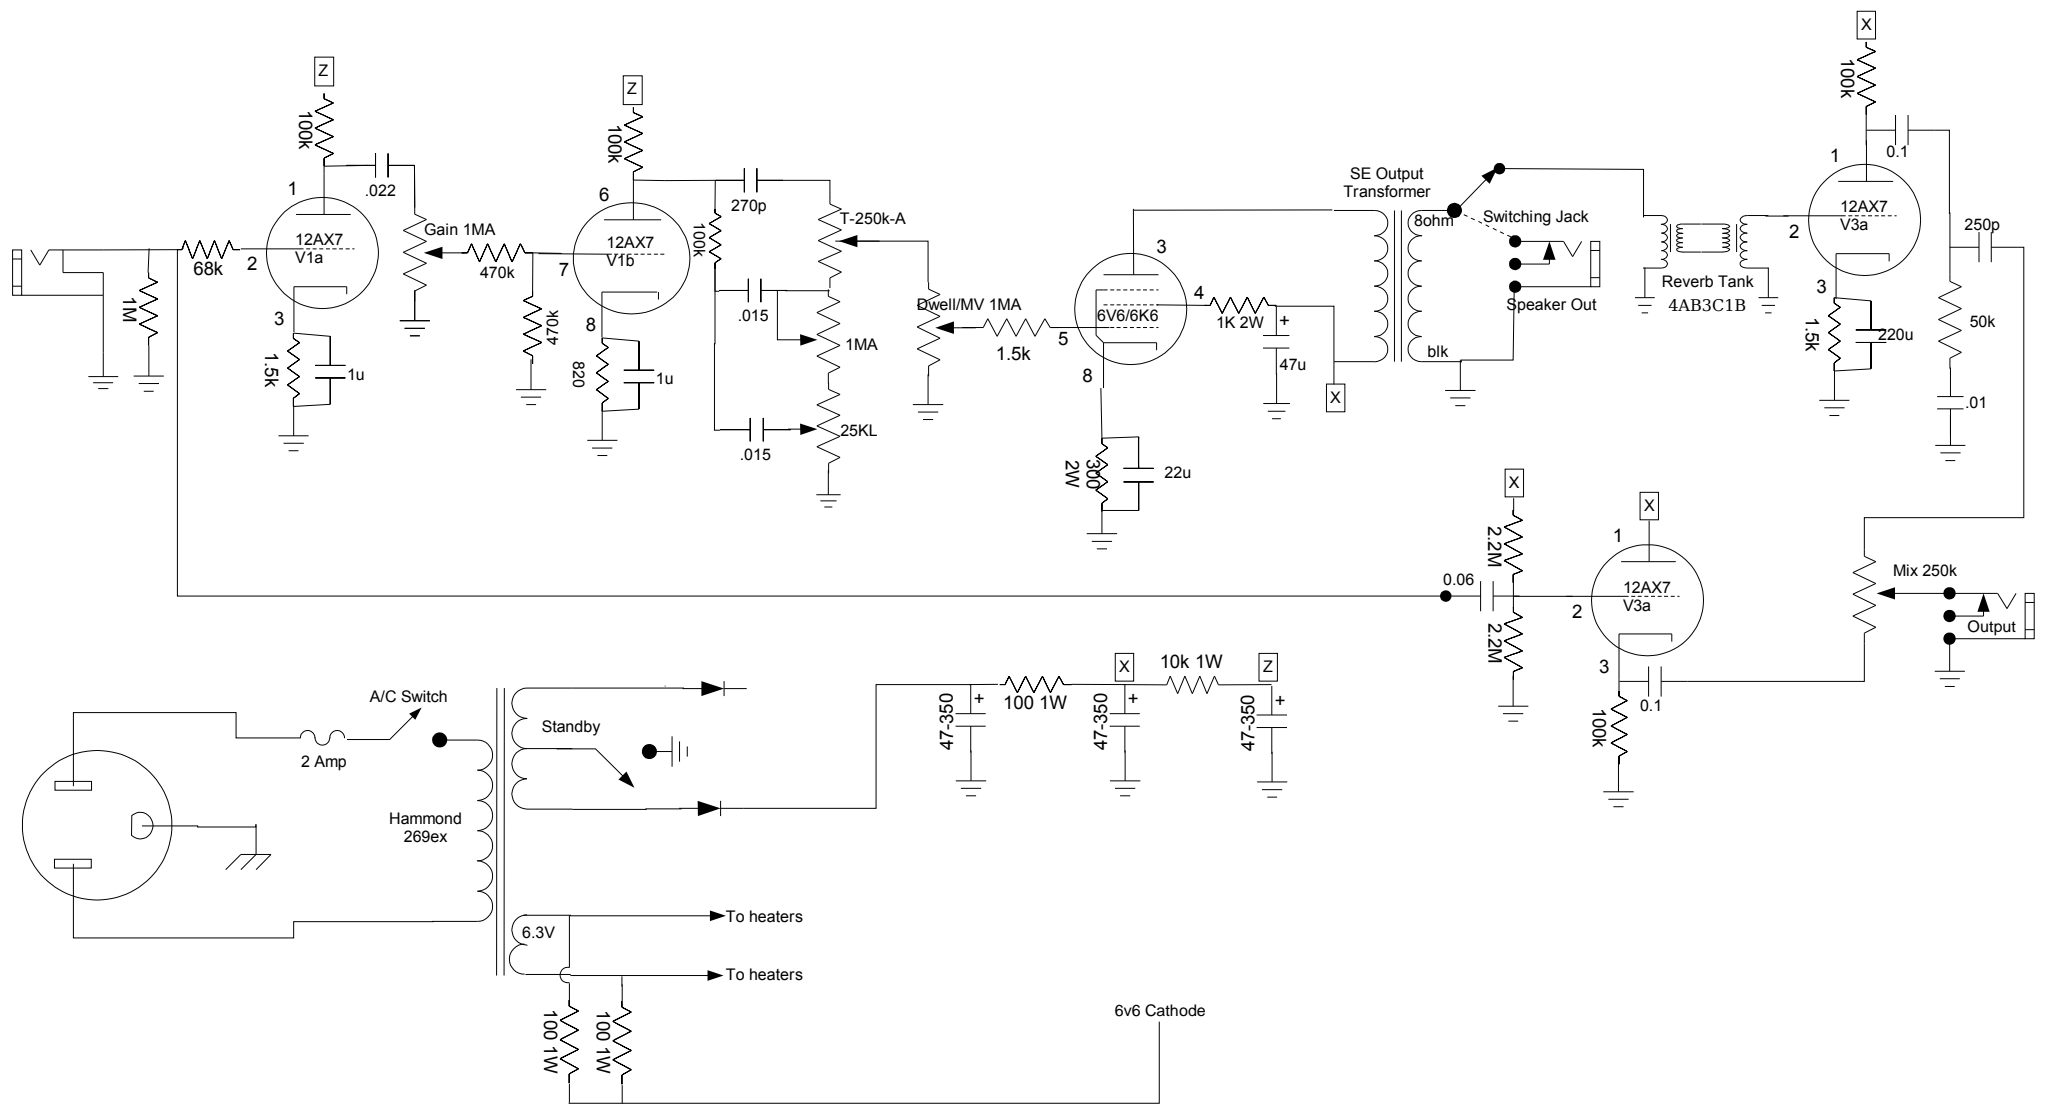 Z
100k
.022
1
12AX7
V1a
2
68k
1M
3
1.5k
1u
Gain 1MA
470k
470k
Z
100k
6
12AX7
V1b
7
8
820
1u
270p
100k
T-250k-A
.015
1MA
.015
25KL
Dwell/MV 1MA
1.5k
3
4
6V6/6K6
5
8
1K 2W
+
47u
X
300
2W
22u
SE Output
Transformer
8ohm
blk
Switching Jack
Speaker Out
Reverb Tank
4AB3C1B
X
100k
0.1
1
12AX7
V3a
2
3
1.5k
220u
250p
50k
.01
X
2.2M
2.2M
0.06
X
1
12AX7
V3a
2
3
0.1
100k
Mix 250k
Output
A/C Switch
2 Amp
Hammond
269ex
Standby
6.3V
To heaters
To heaters
100 1W
100 1W
6v6 Cathode
47-350
+
100 1W
X
47-350
+
10k 1W
Z
47-350
+